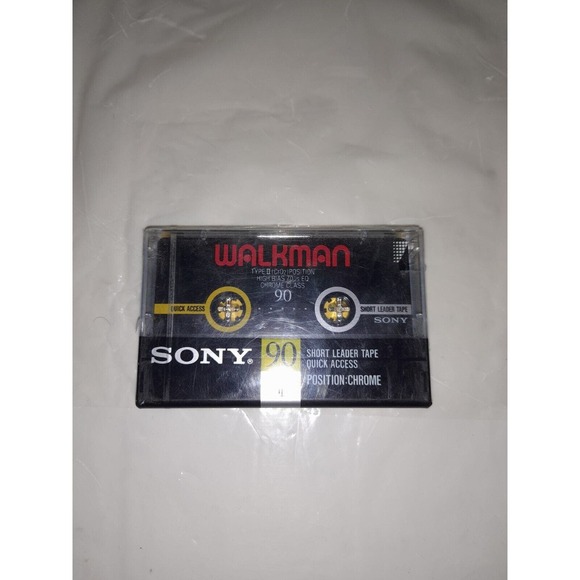 WALKMAN
TYPE II (CrO₂) POSITION
HIGH BIAS 70μs EQ
CHROME CLASS
90
QUICK ACCESS
SHORT LEADER TAPE
SONY
SONY®
90
SHORT LEADER TAPE
QUICK ACCESS
/POSITION:CHROME